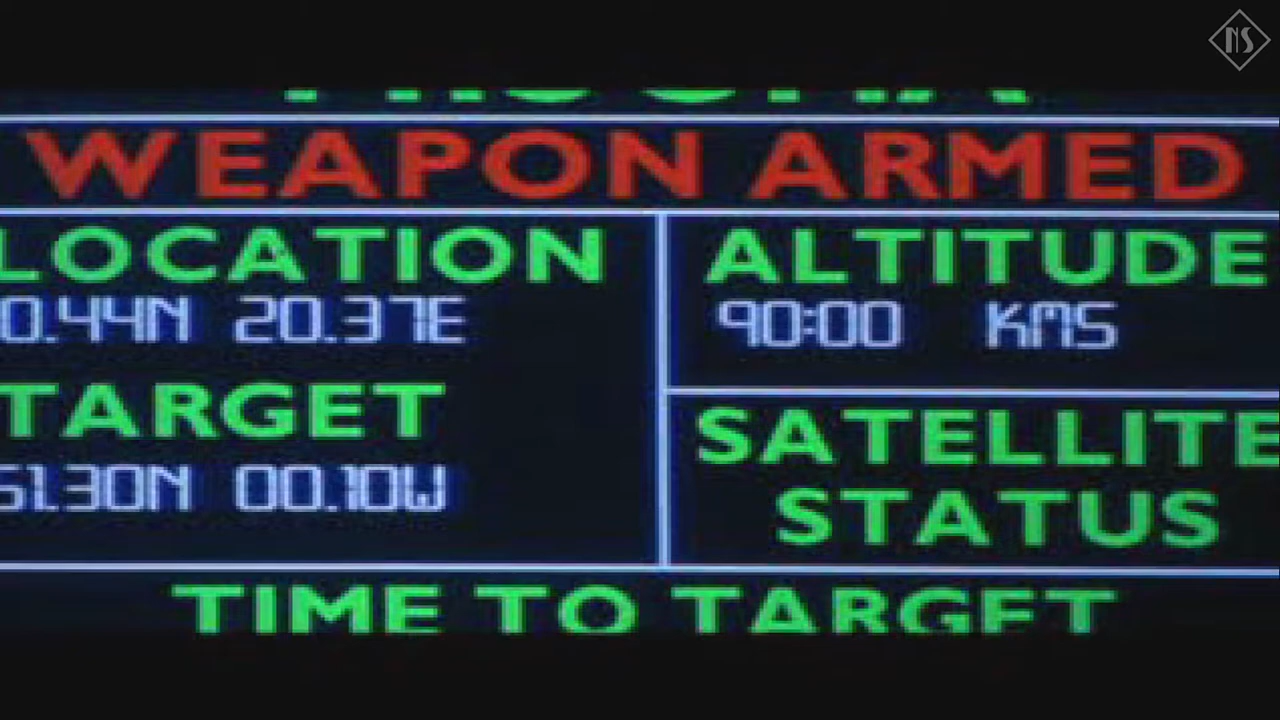 WEAPON ARMED
LOCATION
0.44N 20.37E
TARGET
51.30N 00.10W
ALTITUDE
90:00 KMS
SATELLITE
STATUS
TIME TO TARGET
NS